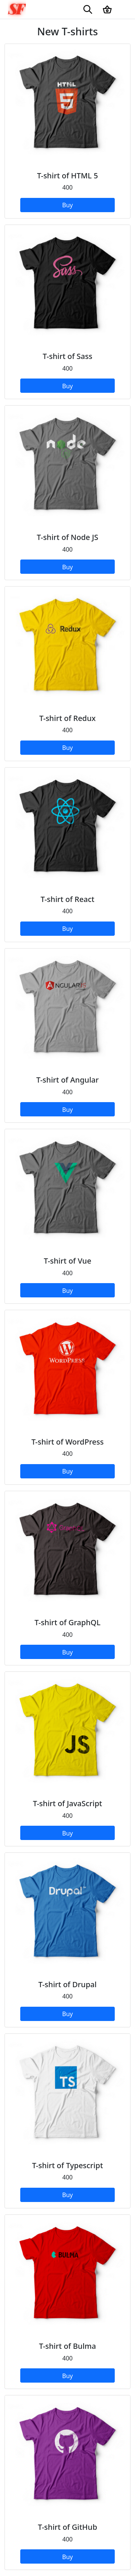 SF
New T-shirts
HTML
5
T-shirt of HTML 5
400
Buy
Sass
T-shirt of Sass
400
Buy
node
T-shirt of Node JS
400
Buy
Redux
T-shirt of Redux
400
Buy
T-shirt of React
400
Buy
ANGULARJS
T-shirt of Angular
400
Buy
T-shirt of Vue
400
Buy
WORDPRESS
T-shirt of WordPress
400
Buy
T-shirt of GraphQL
400
Buy
JS
T-shirt of JavaScript
400
Buy
Drupal
T-shirt of Drupal
400
Buy
TS
T-shirt of Typescript
400
Buy
BULMA
T-shirt of Bulma
400
Buy
T-shirt of GitHub
400
Buy